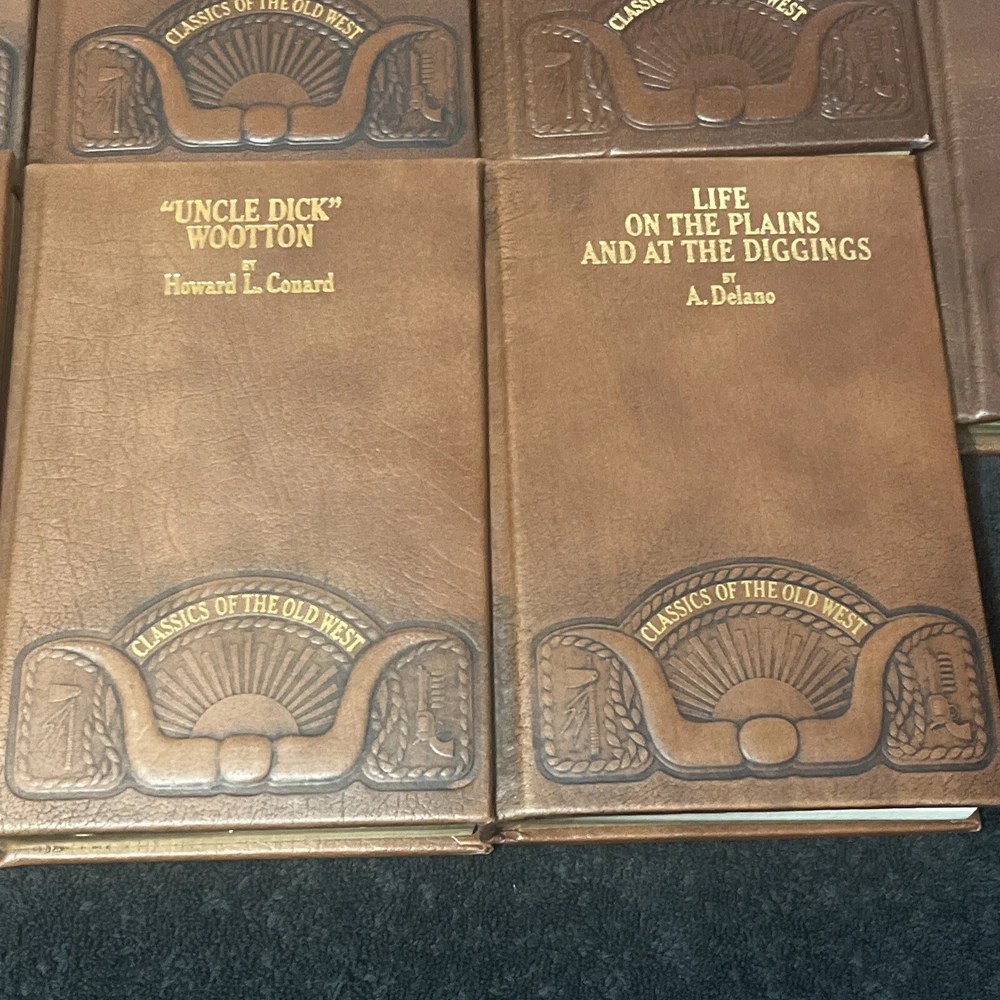 CLASSICS OF THE OLD WEST
CLASSICS OF THE OLD WEST
"UNCLE DICK"
WOOTTON
BY
Howard L. Conard
CLASSICS OF THE OLD WEST
LIFE
ON THE PLAINS
AND AT THE DIGGINGS
BY
A. Delano
CLASSICS OF THE OLD WEST